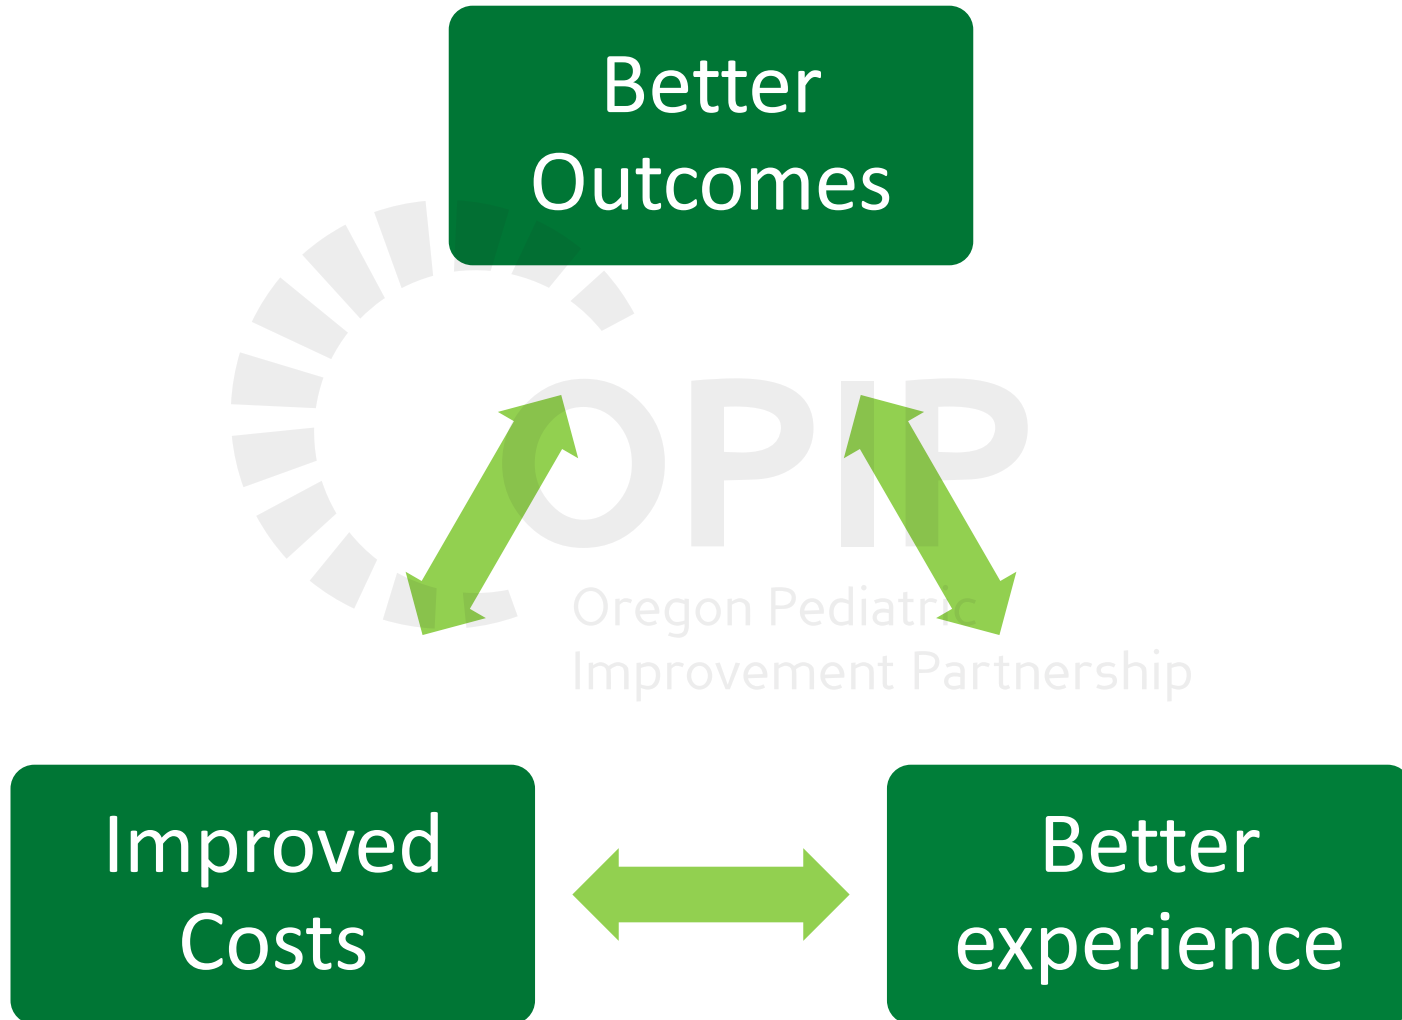 Better
Outcomes
OPIP
Oregon Pediatric
Improvement Partnership
Improved
Costs
Better
experience